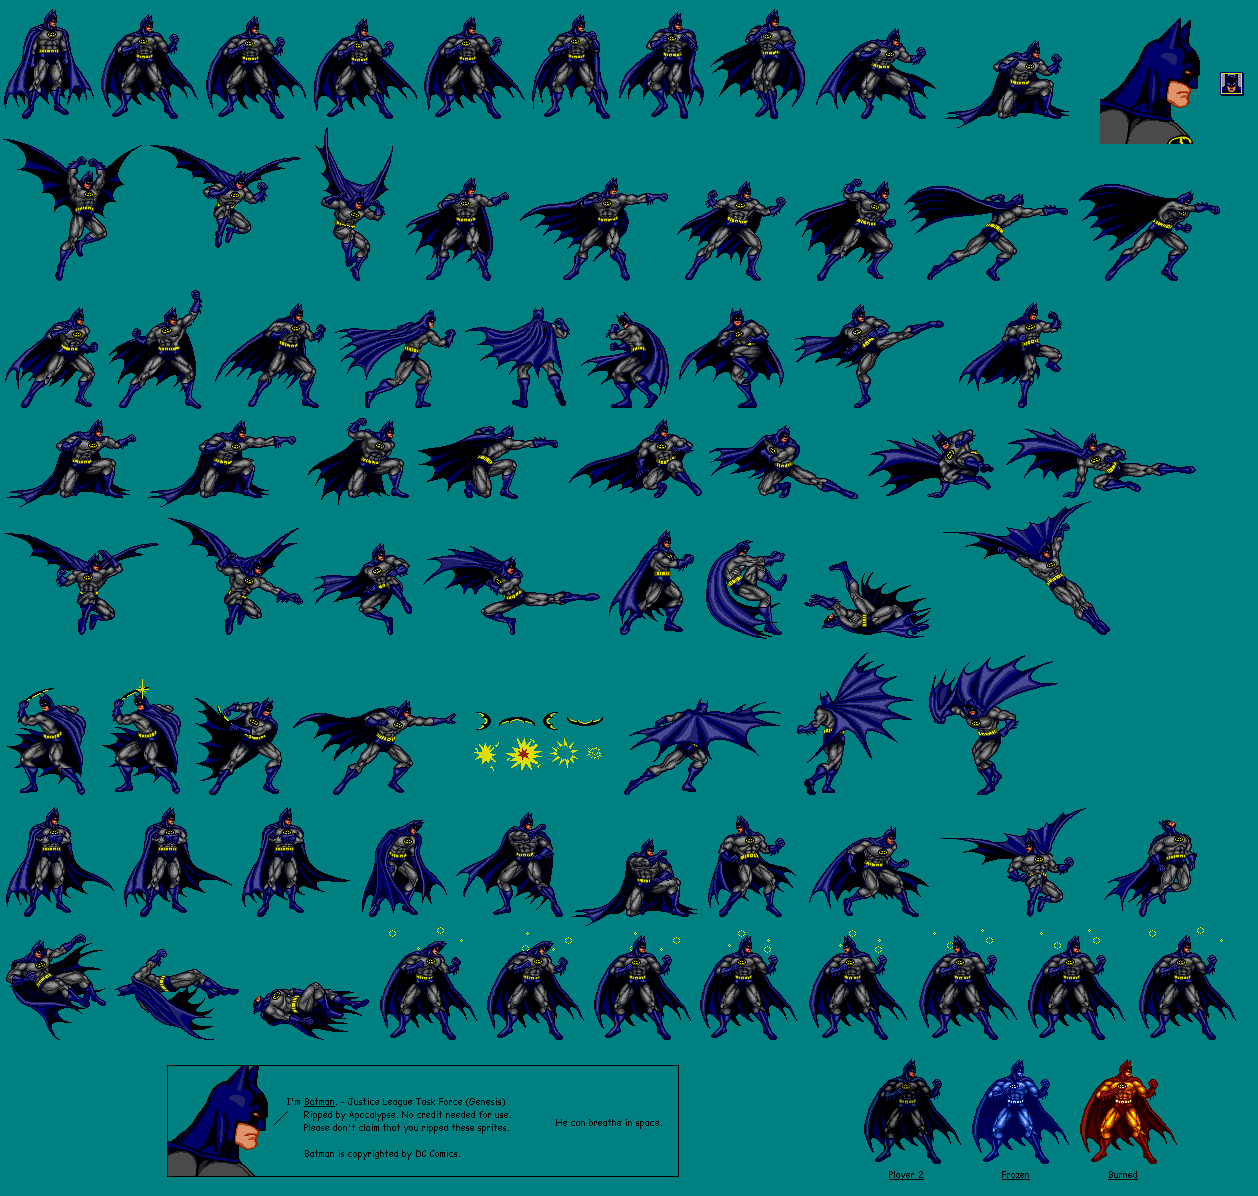 I'm Batman. - Justice League Task Force (Genesis)
Ripped by Apocalypse. No credit needed for use.
Please don't claim that you ripped these sprites.
He can breathe in space.
Batman is copyrighted by DC Comics.
Player 2
Frozen
Burned